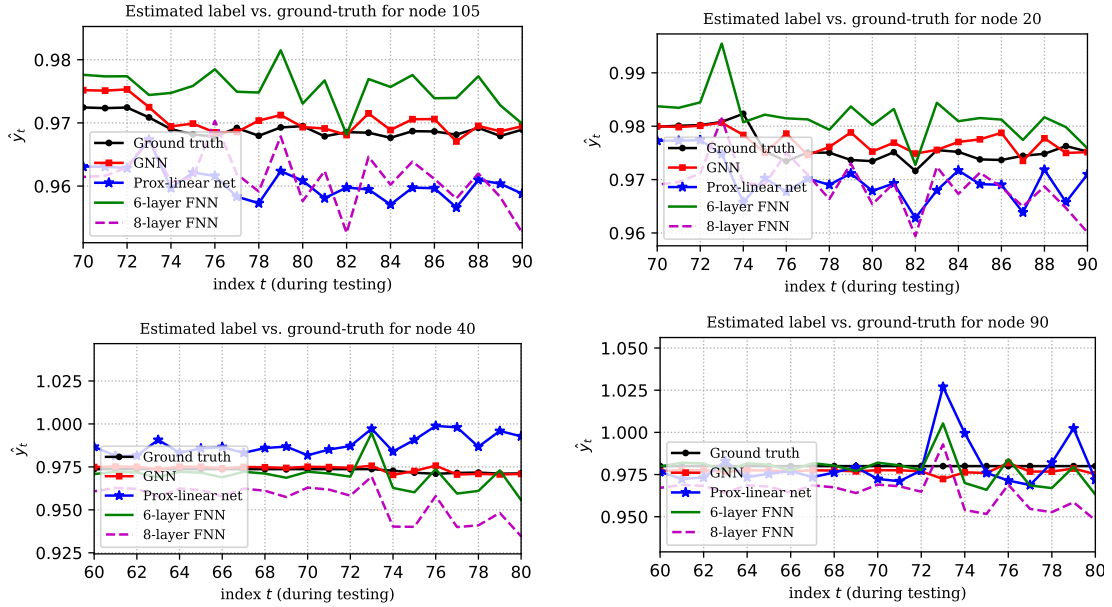 Estimated label vs. ground-truth for node 105
0.98
0.97
0.96
ŷt
Ground truth
GNN
Prox-linear net
6-layer FNN
8-layer FNN
70 72 74 76 78 80 82 84 86 88 90
index t (during testing)
Estimated label vs. ground-truth for node 20
0.99
0.98
0.97
0.96
ŷt
Ground truth
GNN
Prox-linear net
6-layer FNN
8-layer FNN
70 72 74 76 78 80 82 84 86 88 90
index t (during testing)
Estimated label vs. ground-truth for node 40
1.025
1.000
0.975
0.950
0.925
ŷt
Ground truth
GNN
Prox-linear net
6-layer FNN
8-layer FNN
60 62 64 66 68 70 72 74 76 78 80
index t (during testing)
Estimated label vs. ground-truth for node 90
1.050
1.025
1.000
0.975
0.950
ŷt
Ground truth
GNN
Prox-linear net
6-layer FNN
8-layer FNN
60 62 64 66 68 70 72 74 76 78 80
index t (during testing)